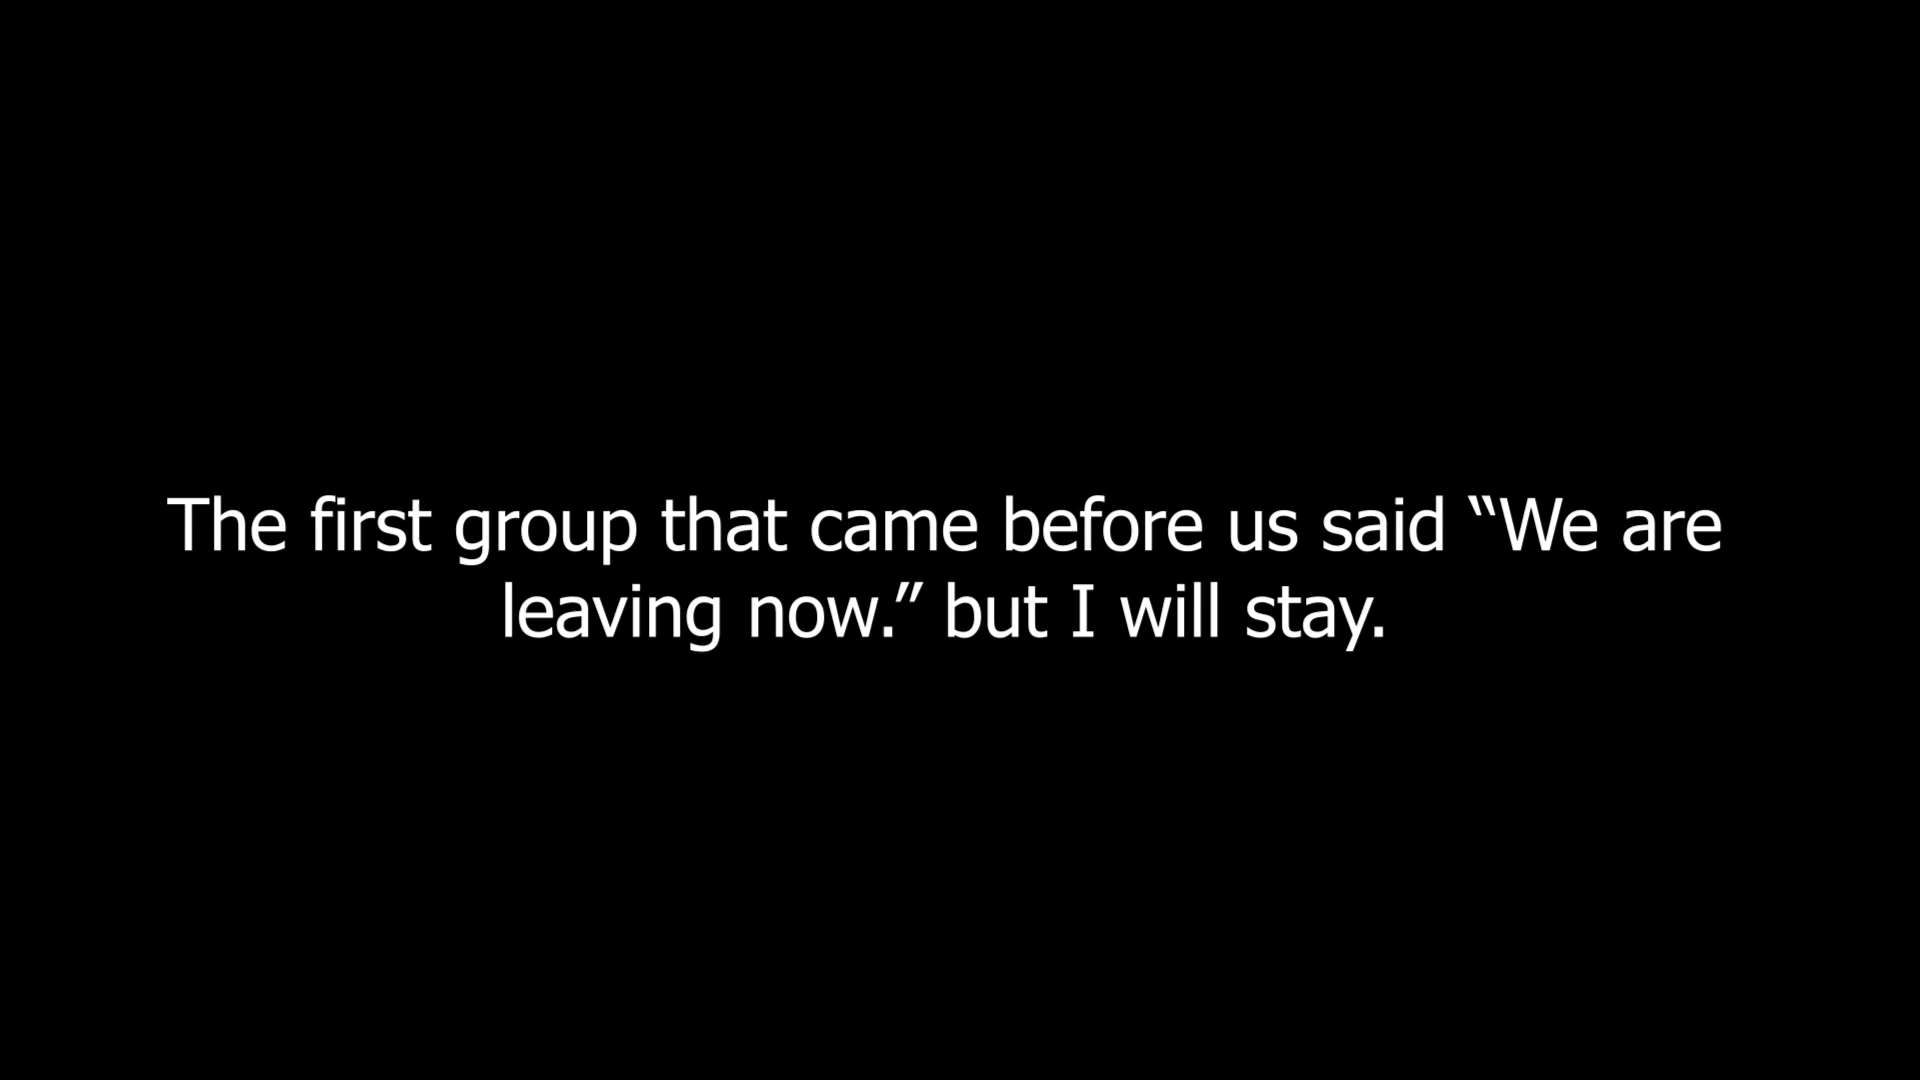 The first group that came before us said “We are
leaving now.” but I will stay.